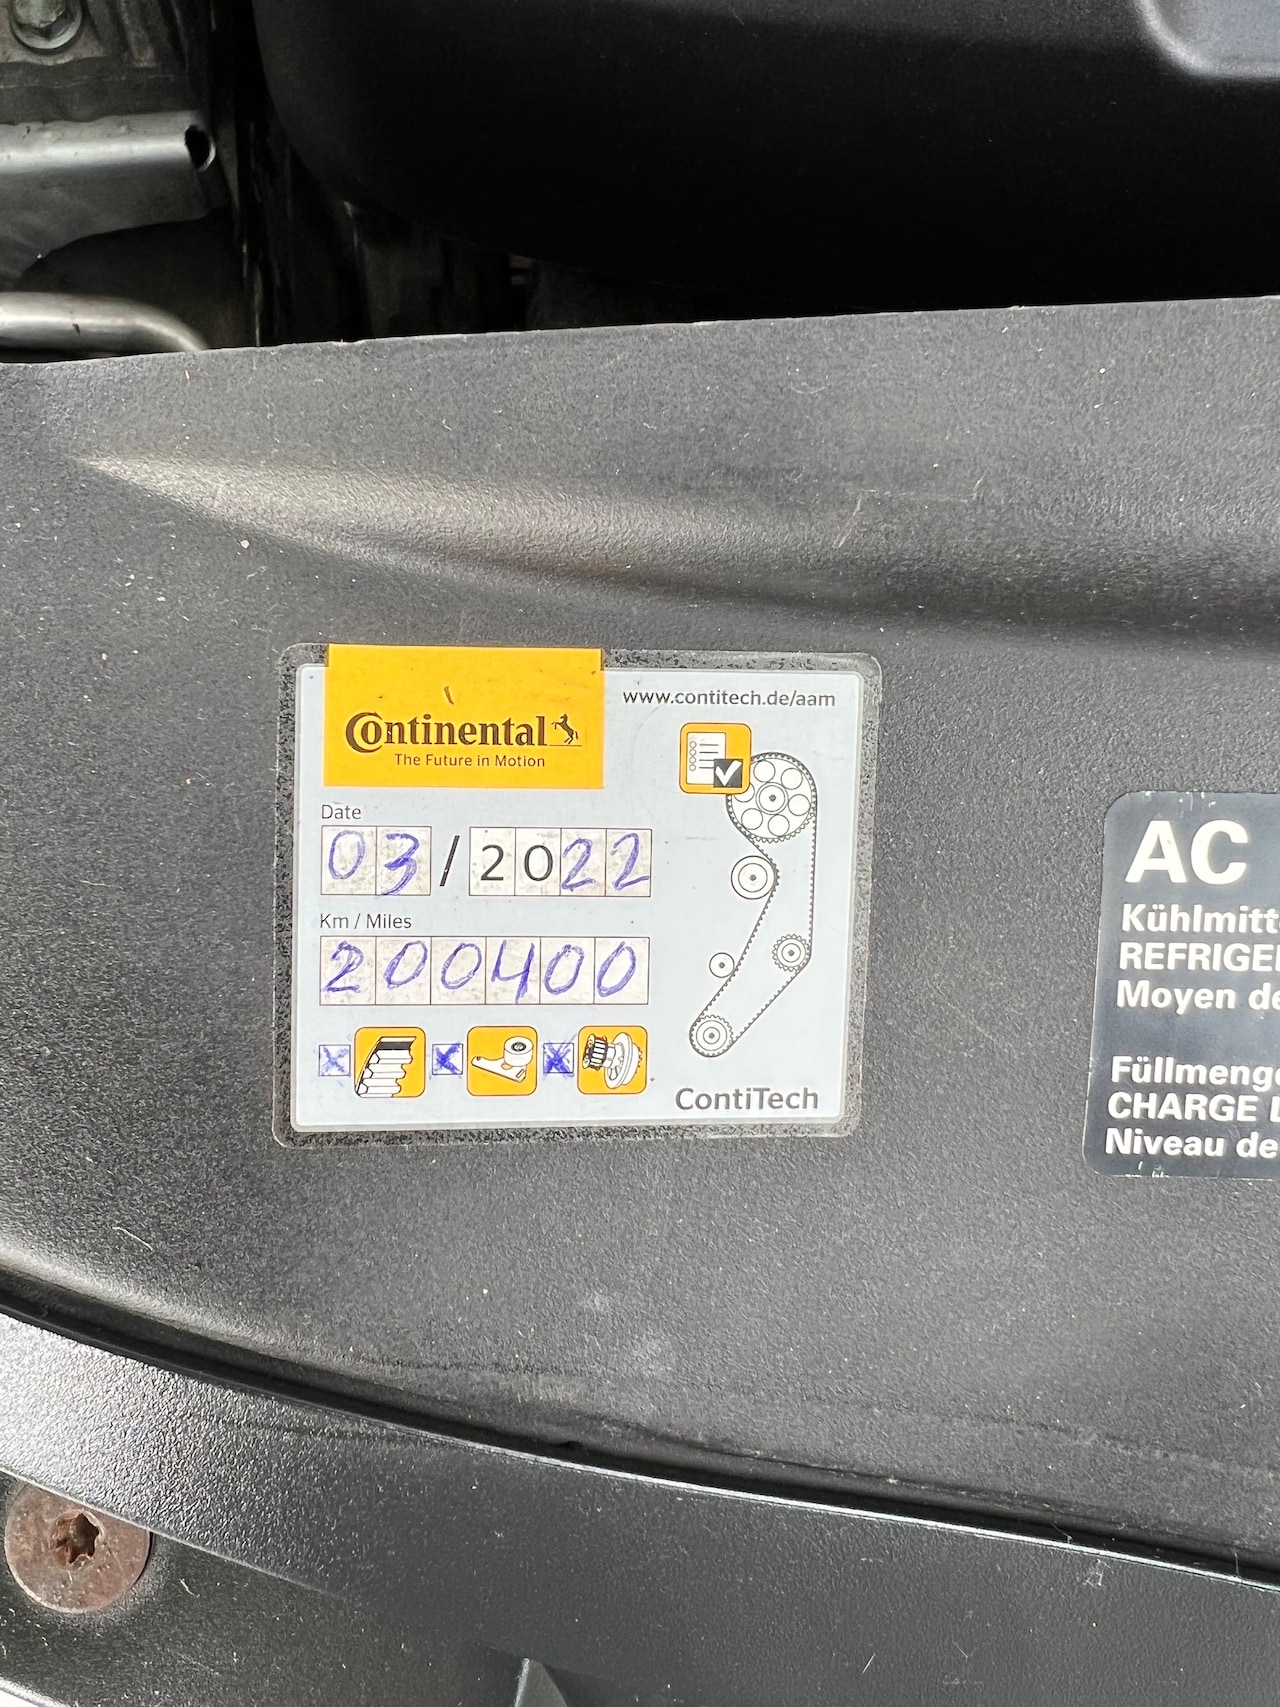 Continental
The Future in Motion
www.contitech.de/aam
Date
03/2022
Km / Miles
200400
ContiTech
AC
Kühlmitt
REFRIGE
Moyen de
Füllmenge
CHARGE
Niveau de